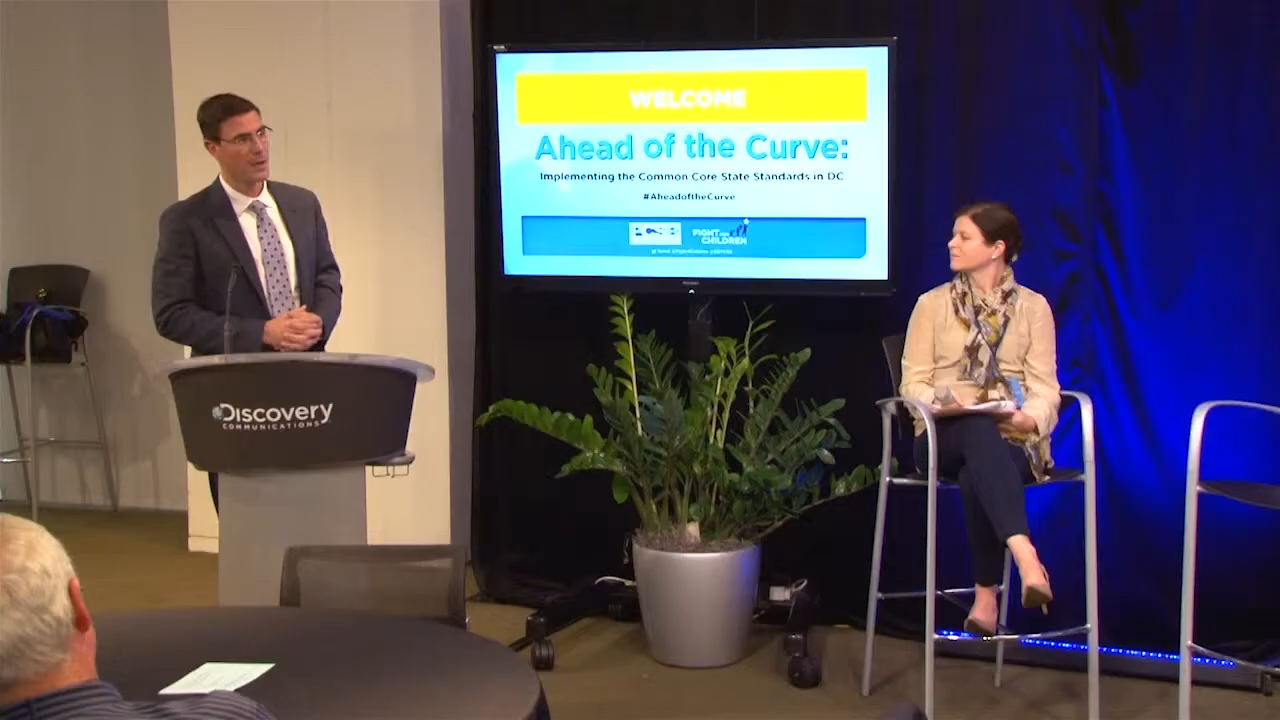 WELCOME
Ahead of the Curve:
Implementing the Common Core State Standards in DC
#AheadoftheCurve
FIGHT FOR
CHILDREN
Discovery
COMMUNICATIONS